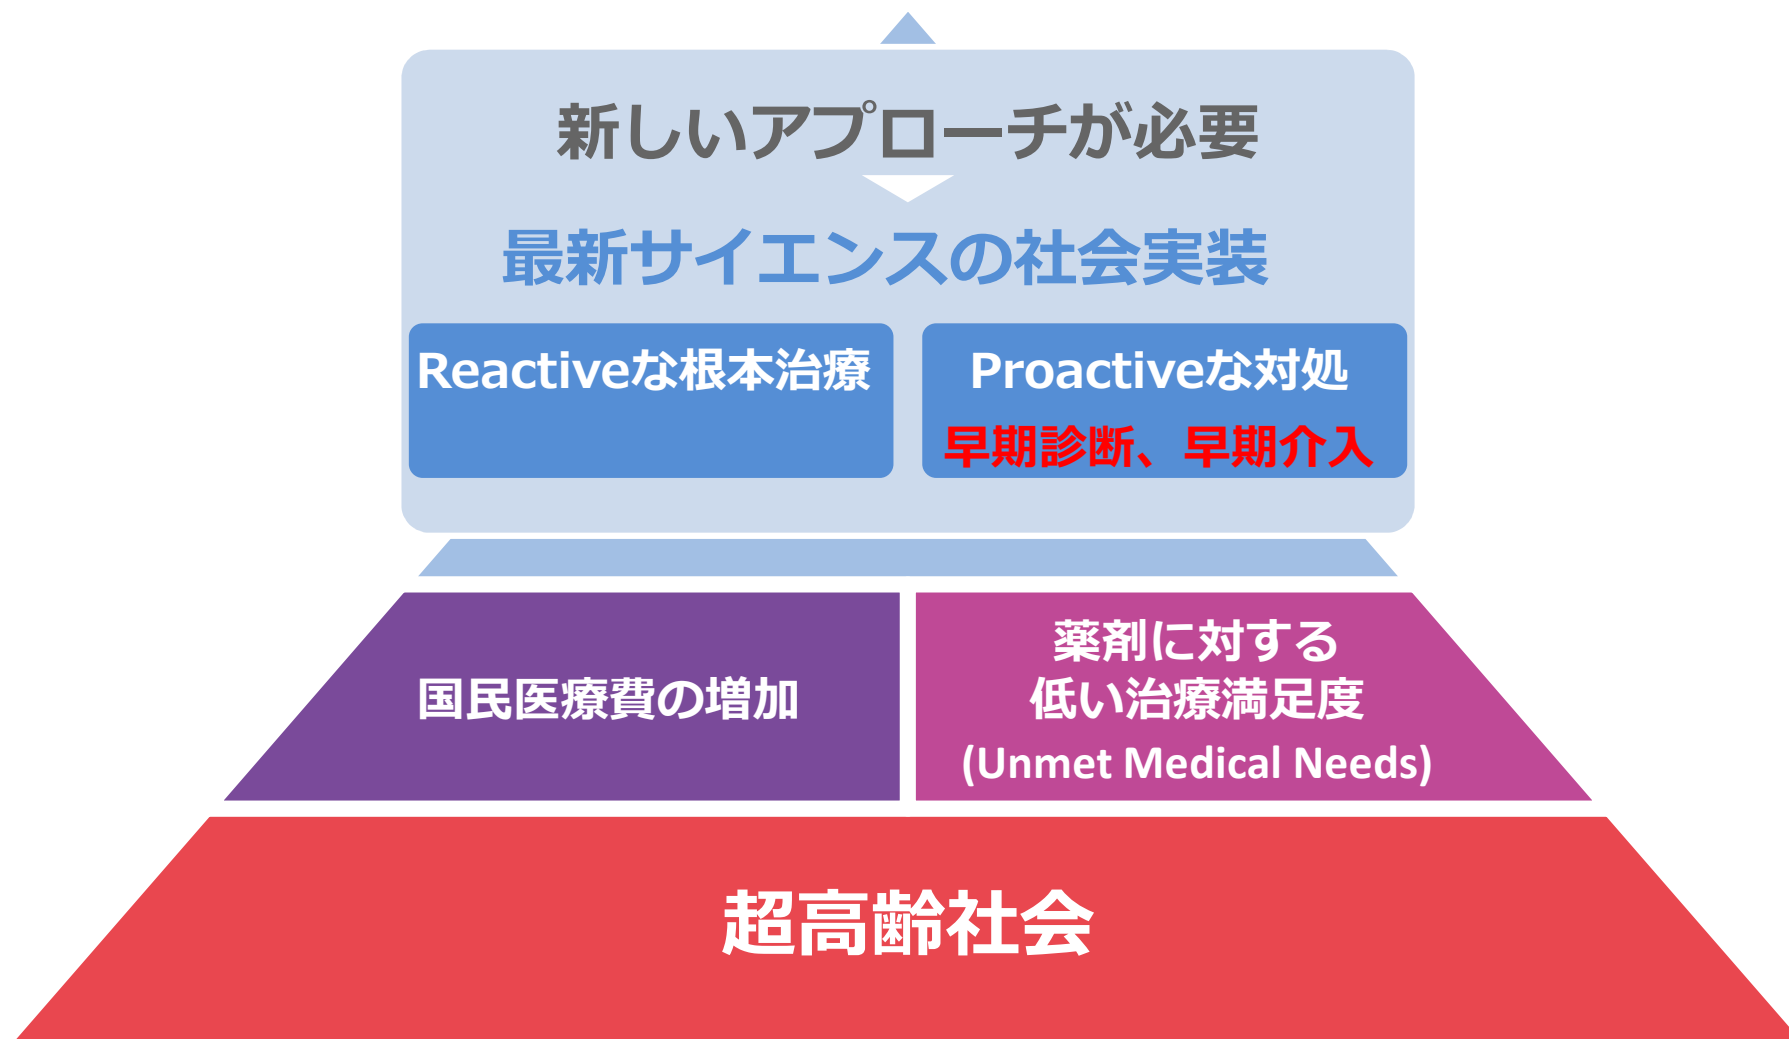 新しいアプローチが必要
最新サイエンスの社会実装
Reactiveな根本治療
Proactiveな対処
早期診断、早期介入
国民医療費の増加
薬剤に対する
低い治療満足度
(Unmet Medical Needs)
超高齢社会